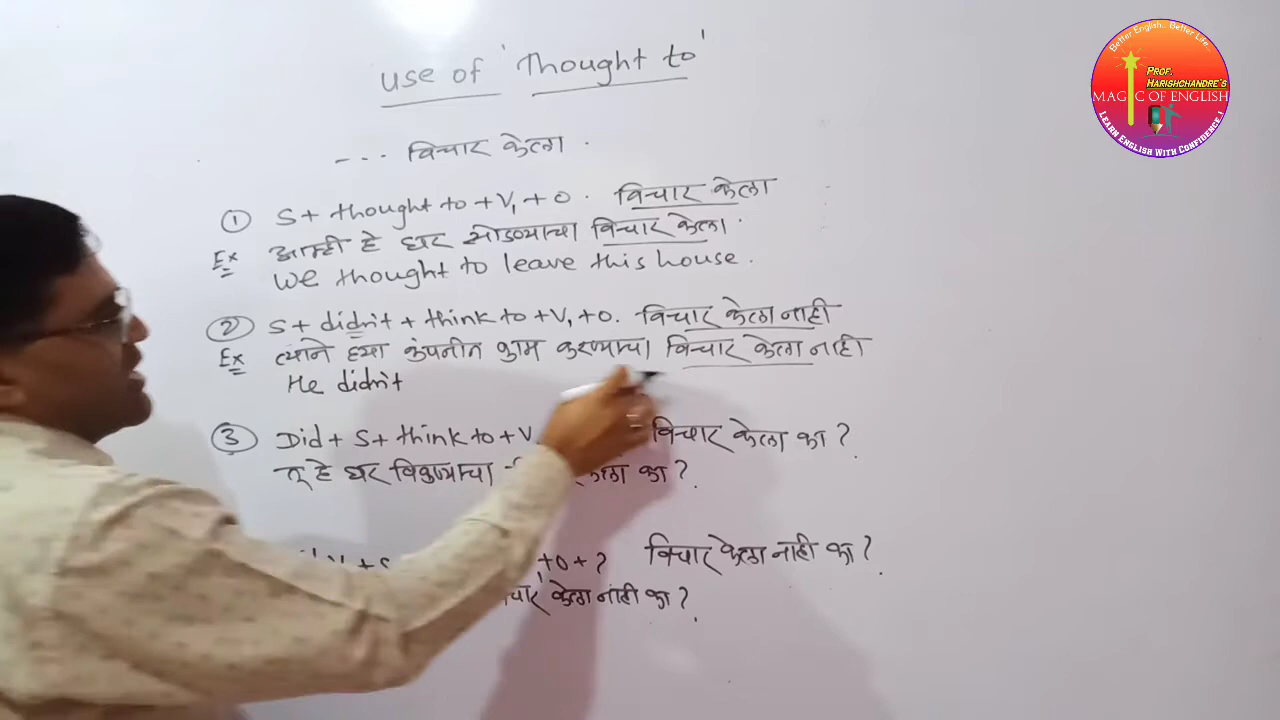 use of 'Thought to'
--- विचार केला .
① S + thought to + V₁ + O . विचार केला
Ex आम्ही हे घर सोडण्याचा विचार केला .
We thought to leave this house .
② S + didn't + think to + V₁ + O . विचार केला नाही
Ex त्याने ह्या कंपनीत काम करण्याचा विचार केला नाही
He didn't
③ Did + S + think to + V विचार केला का ?
तू हे घर विकण्याचा केला का ?
+ O + ? विचार केला नाही का ?
केला नाही का ?
Better English... Better Life...
PROF. HARISHCHANDRE'S
MAGIC OF ENGLISH
LEARN ENGLISH WITH CONFIDENCE !